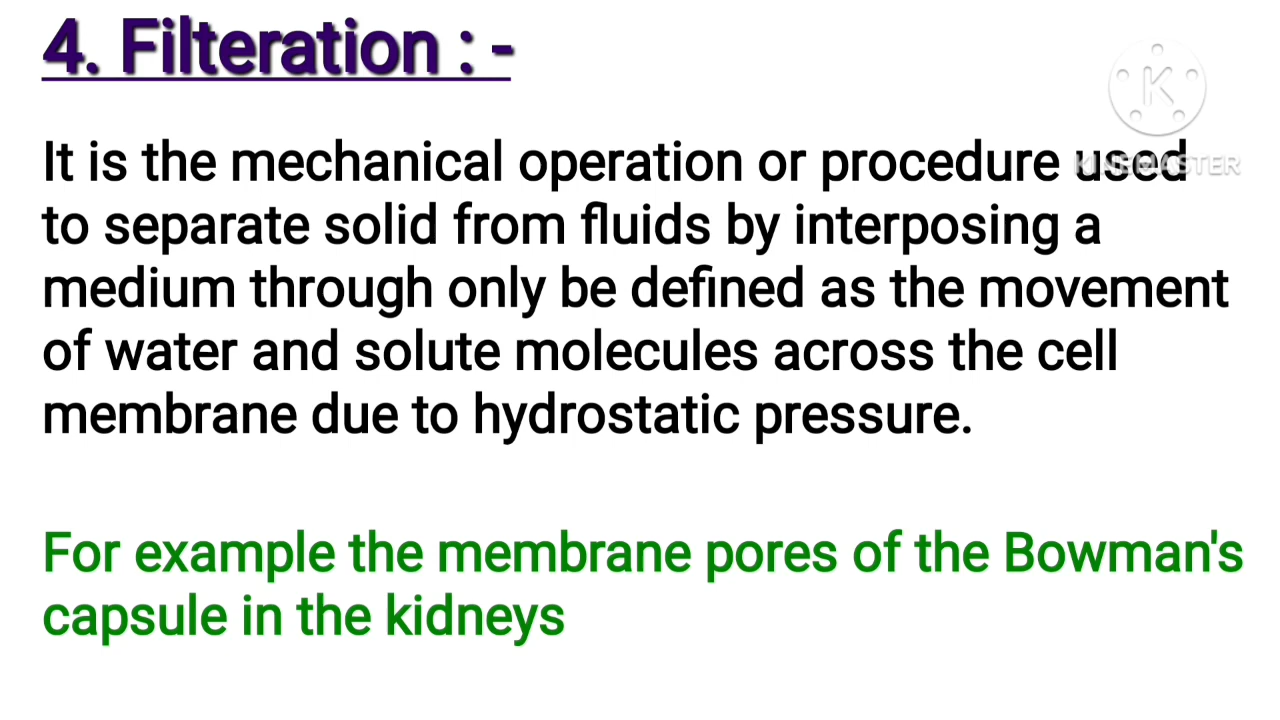 4. Filteration : -
K
KINEMASTER
It is the mechanical operation or procedure used
to separate solid from fluids by interposing a
medium through only be defined as the movement
of water and solute molecules across the cell
membrane due to hydrostatic pressure.
For example the membrane pores of the Bowman's
capsule in the kidneys